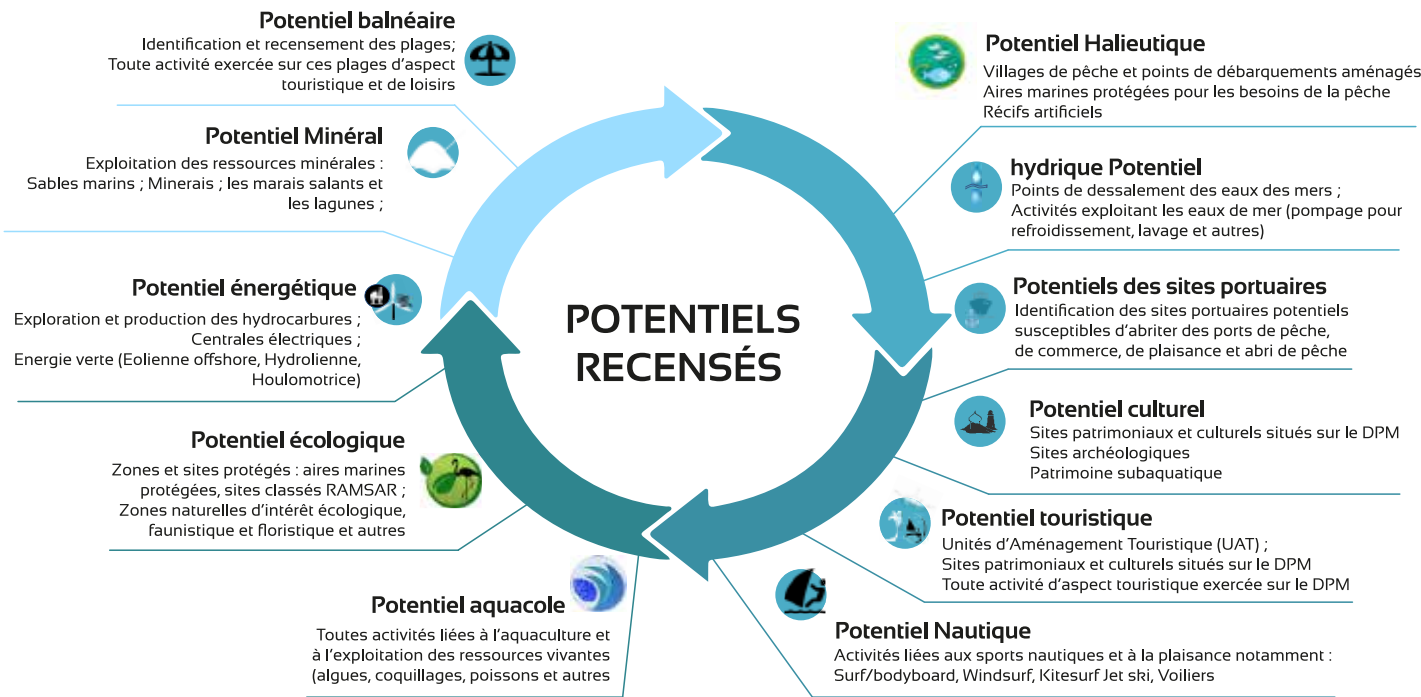 Potentiel balnéaire
Identification et recensement des plages;
Toute activité exercée sur ces plages d'aspect
touristique et de loisirs
Potentiel Minéral
Exploitation des ressources minérales :
Sables marins ; Minerais ; les marais salants et
les lagunes ;
Potentiel énergétique
Exploration et production des hydrocarbures ;
Centrales électriques ;
Energie verte (Eolienne offshore, Hydrolienne,
Houlomotrice)
Potentiel écologique
Zones et sites protégés : aires marines
protégées, sites classés RAMSAR ;
Zones naturelles d'intérêt écologique,
faunistique et floristique et autres
Potentiel aquacole
Toutes activités liées à l'aquaculture et
à l'exploitation des ressources vivantes
(algues, coquillages, poissons et autres
POTENTIELS
RECENSÉS
Potentiel Halieutique
Villages de pêche et points de débarquements aménagés
Aires marines protégées pour les besoins de la pêche
Récifs artificiels
hydrique Potentiel
Points de dessalement des eaux des mers ;
Activités exploitant les eaux de mer (pompage pour
refroidissement, lavage et autres)
Potentiels des sites portuaires
Identification des sites portuaires potentiels
susceptibles d'abriter des ports de pêche,
de commerce, de plaisance et abri de pêche
Potentiel culturel
Sites patrimoniaux et culturels situés sur le DPM
Sites archéologiques
Patrimoine subaquatique
Potentiel touristique
Unités d'Aménagement Touristique (UAT) ;
Sites patrimoniaux et culturels situés sur le DPM
Toute activité d'aspect touristique exercée sur le DPM
Potentiel Nautique
Activités liées aux sports nautiques et à la plaisance notamment :
Surf/bodyboard, Windsurf, Kitesurf Jet ski, Voiliers